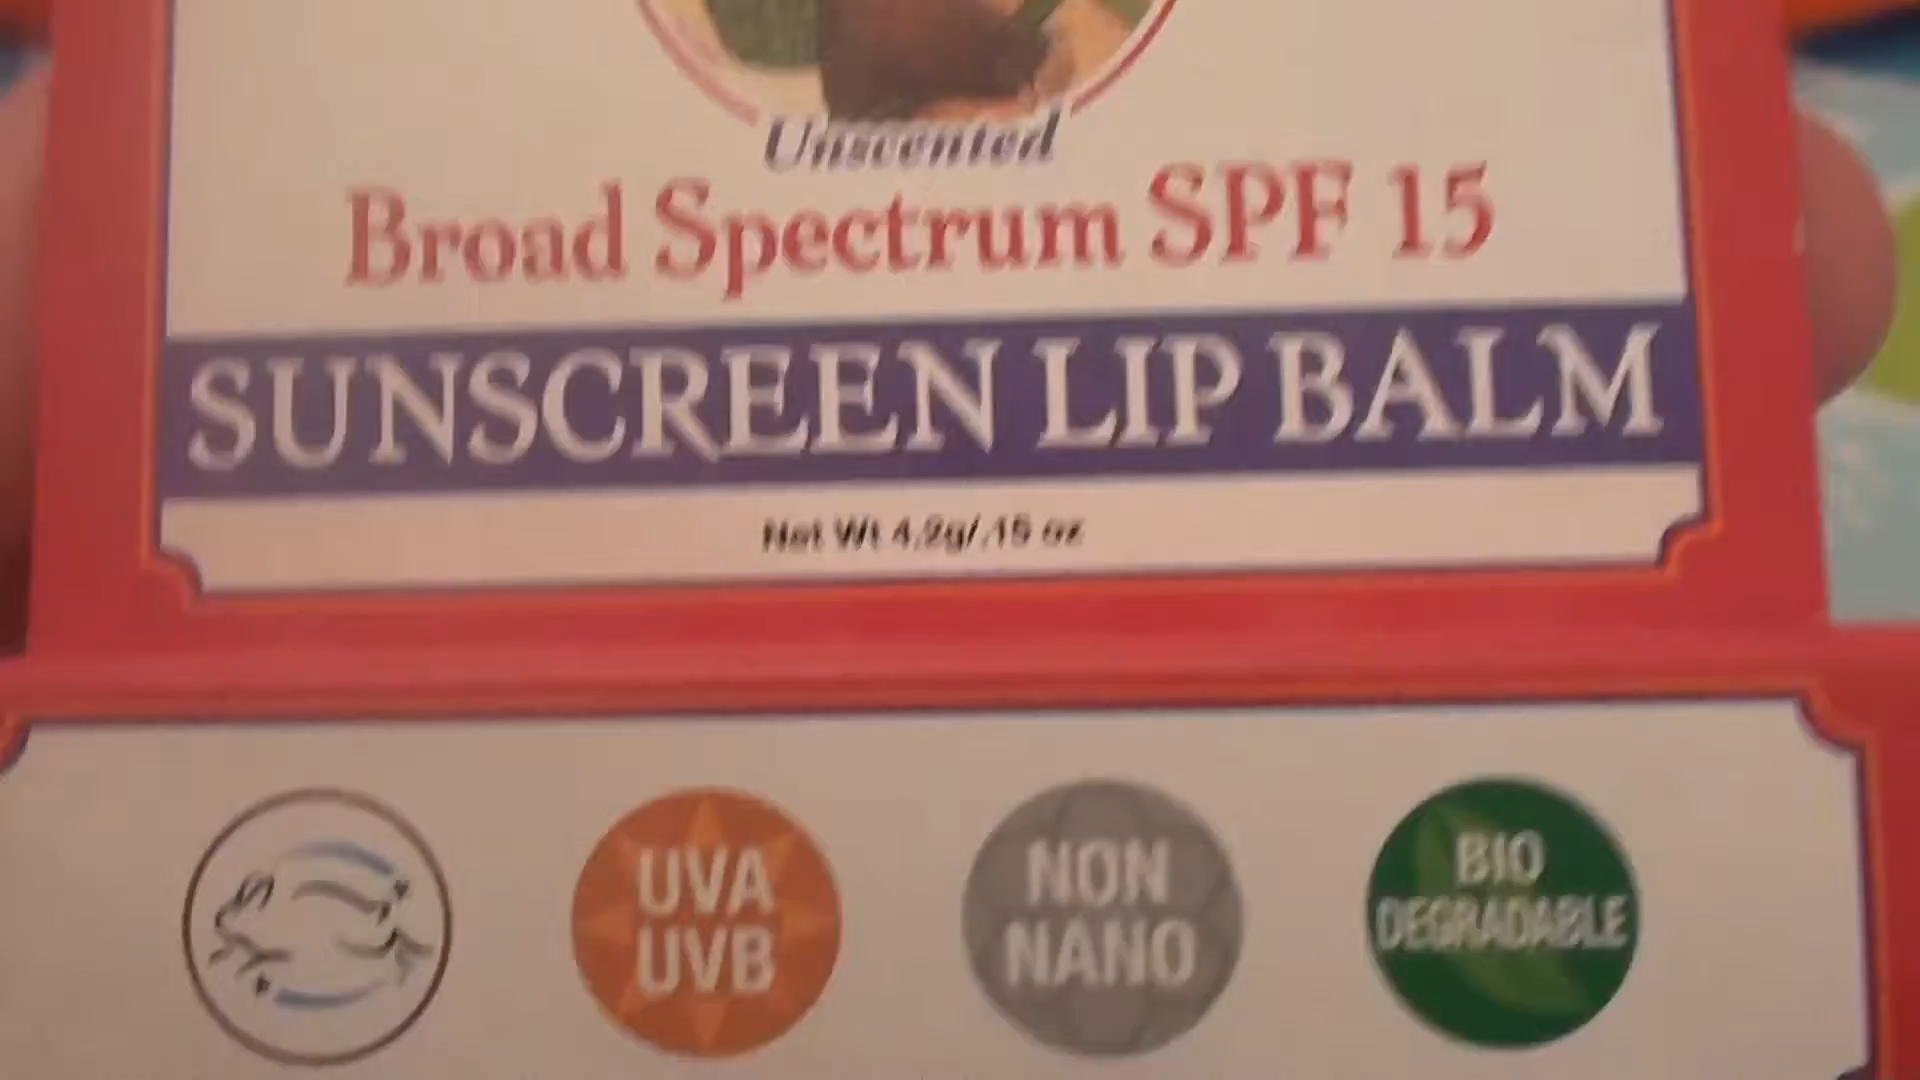 Unscented
Broad Spectrum SPF 15
SUNSCREEN LIP BALM
Net Wt 4.2g/.15 oz
UVA
UVB
NON
NANO
BIO
DEGRADABLE